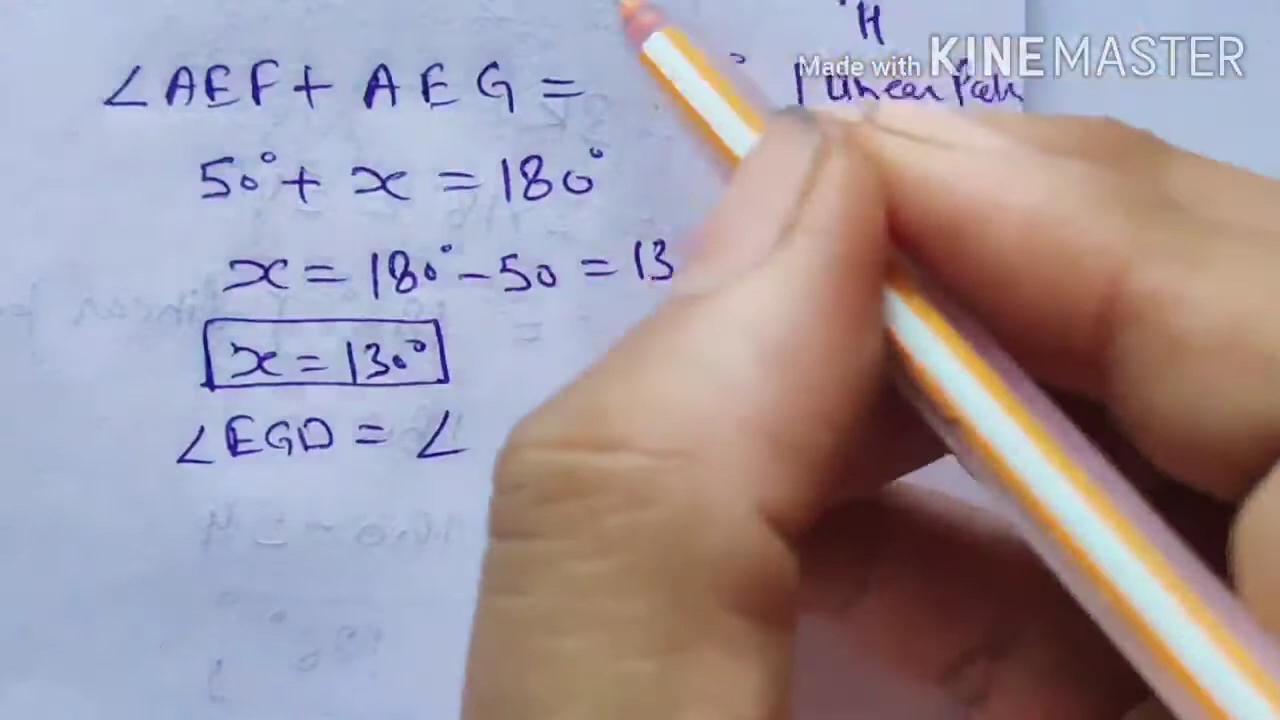 H
Made with KINEMASTER
∠AEF + AEG =
50° + x = 180°
x = 180° - 50 = 13
x = 130°
∠EGD = ∠